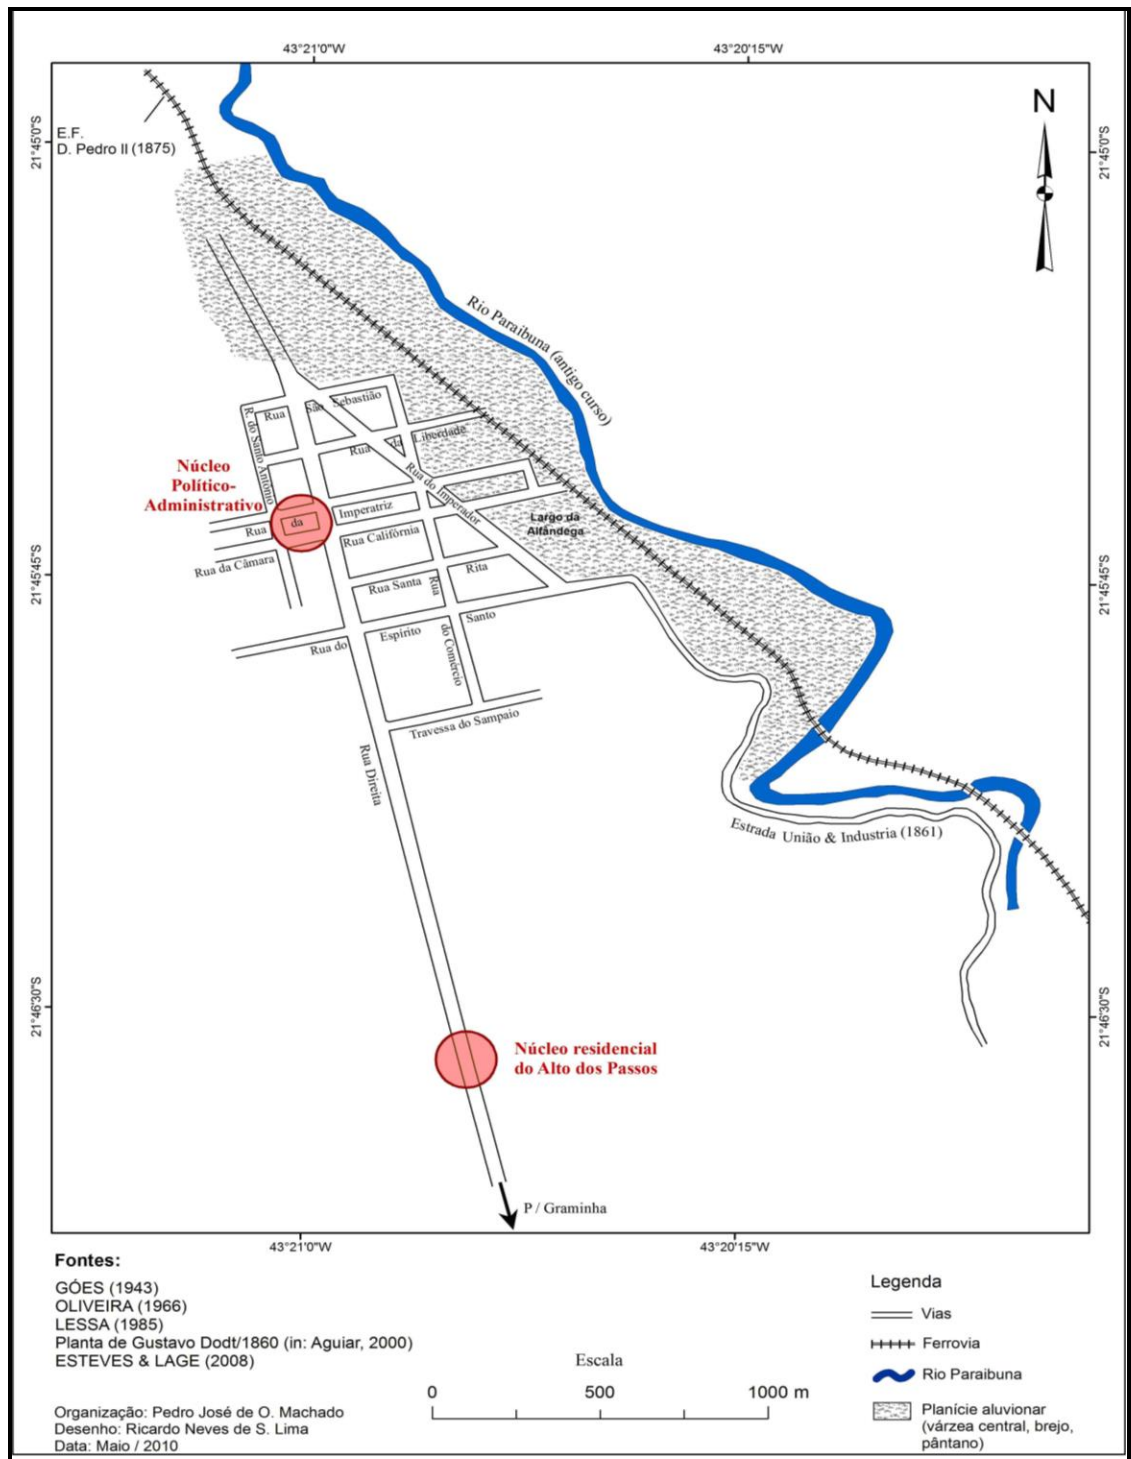 43°21'0"W
43°20'15"W
N
E.F.
D. Pedro II (1875)
21°45'0"S
21°45'0"S
Rio Paraibuna (antigo curso)
Rua São Sebastião
R. do Santo Antônio
Rua da Liberdade
Rua do Imperador
Núcleo
Político-
Administrativo
Rua da Imperatriz
Largo da
Alfândega
Rua Califórnia
Rua da Câmara
Rua Santa Rita
21°45'45"S
21°45'45"S
Rua do Espírito Santo
Rua do Comércio
Travessa do Sampaio
Rua Direita
Estrada União & Industria (1861)
21°46'30"S
21°46'30"S
Núcleo residencial
do Alto dos Passos
P / Graminha
43°21'0"W
43°20'15"W
Fontes:
GÓES (1943)
OLIVEIRA (1966)
LESSA (1985)
Planta de Gustavo Dodt/1860 (in: Aguiar, 2000)
ESTEVES & LAGE (2008)
Organização: Pedro José de O. Machado
Desenho: Ricardo Neves de S. Lima
Data: Maio / 2010
Escala
0 500 1000 m
Legenda
Vias
Ferrovia
Rio Paraibuna
Planície aluvionar
(várzea central, brejo,
pântano)